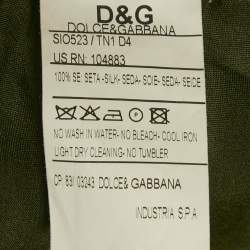 D&G
DOLCE&GABBANA
SI0523 / TN1 D4
US RN: 104883
100% SE: SETA -SILK- SEDA- SOIE- SEDA- SEIDE
NO WASH IN WATER- NO BLEACH- COOL IRON
LIGHT DRY CLEANING- NO TUMBLER
CP 83/ 03243 DOLCE& GABBANA
INDUSTRIA S.P.A